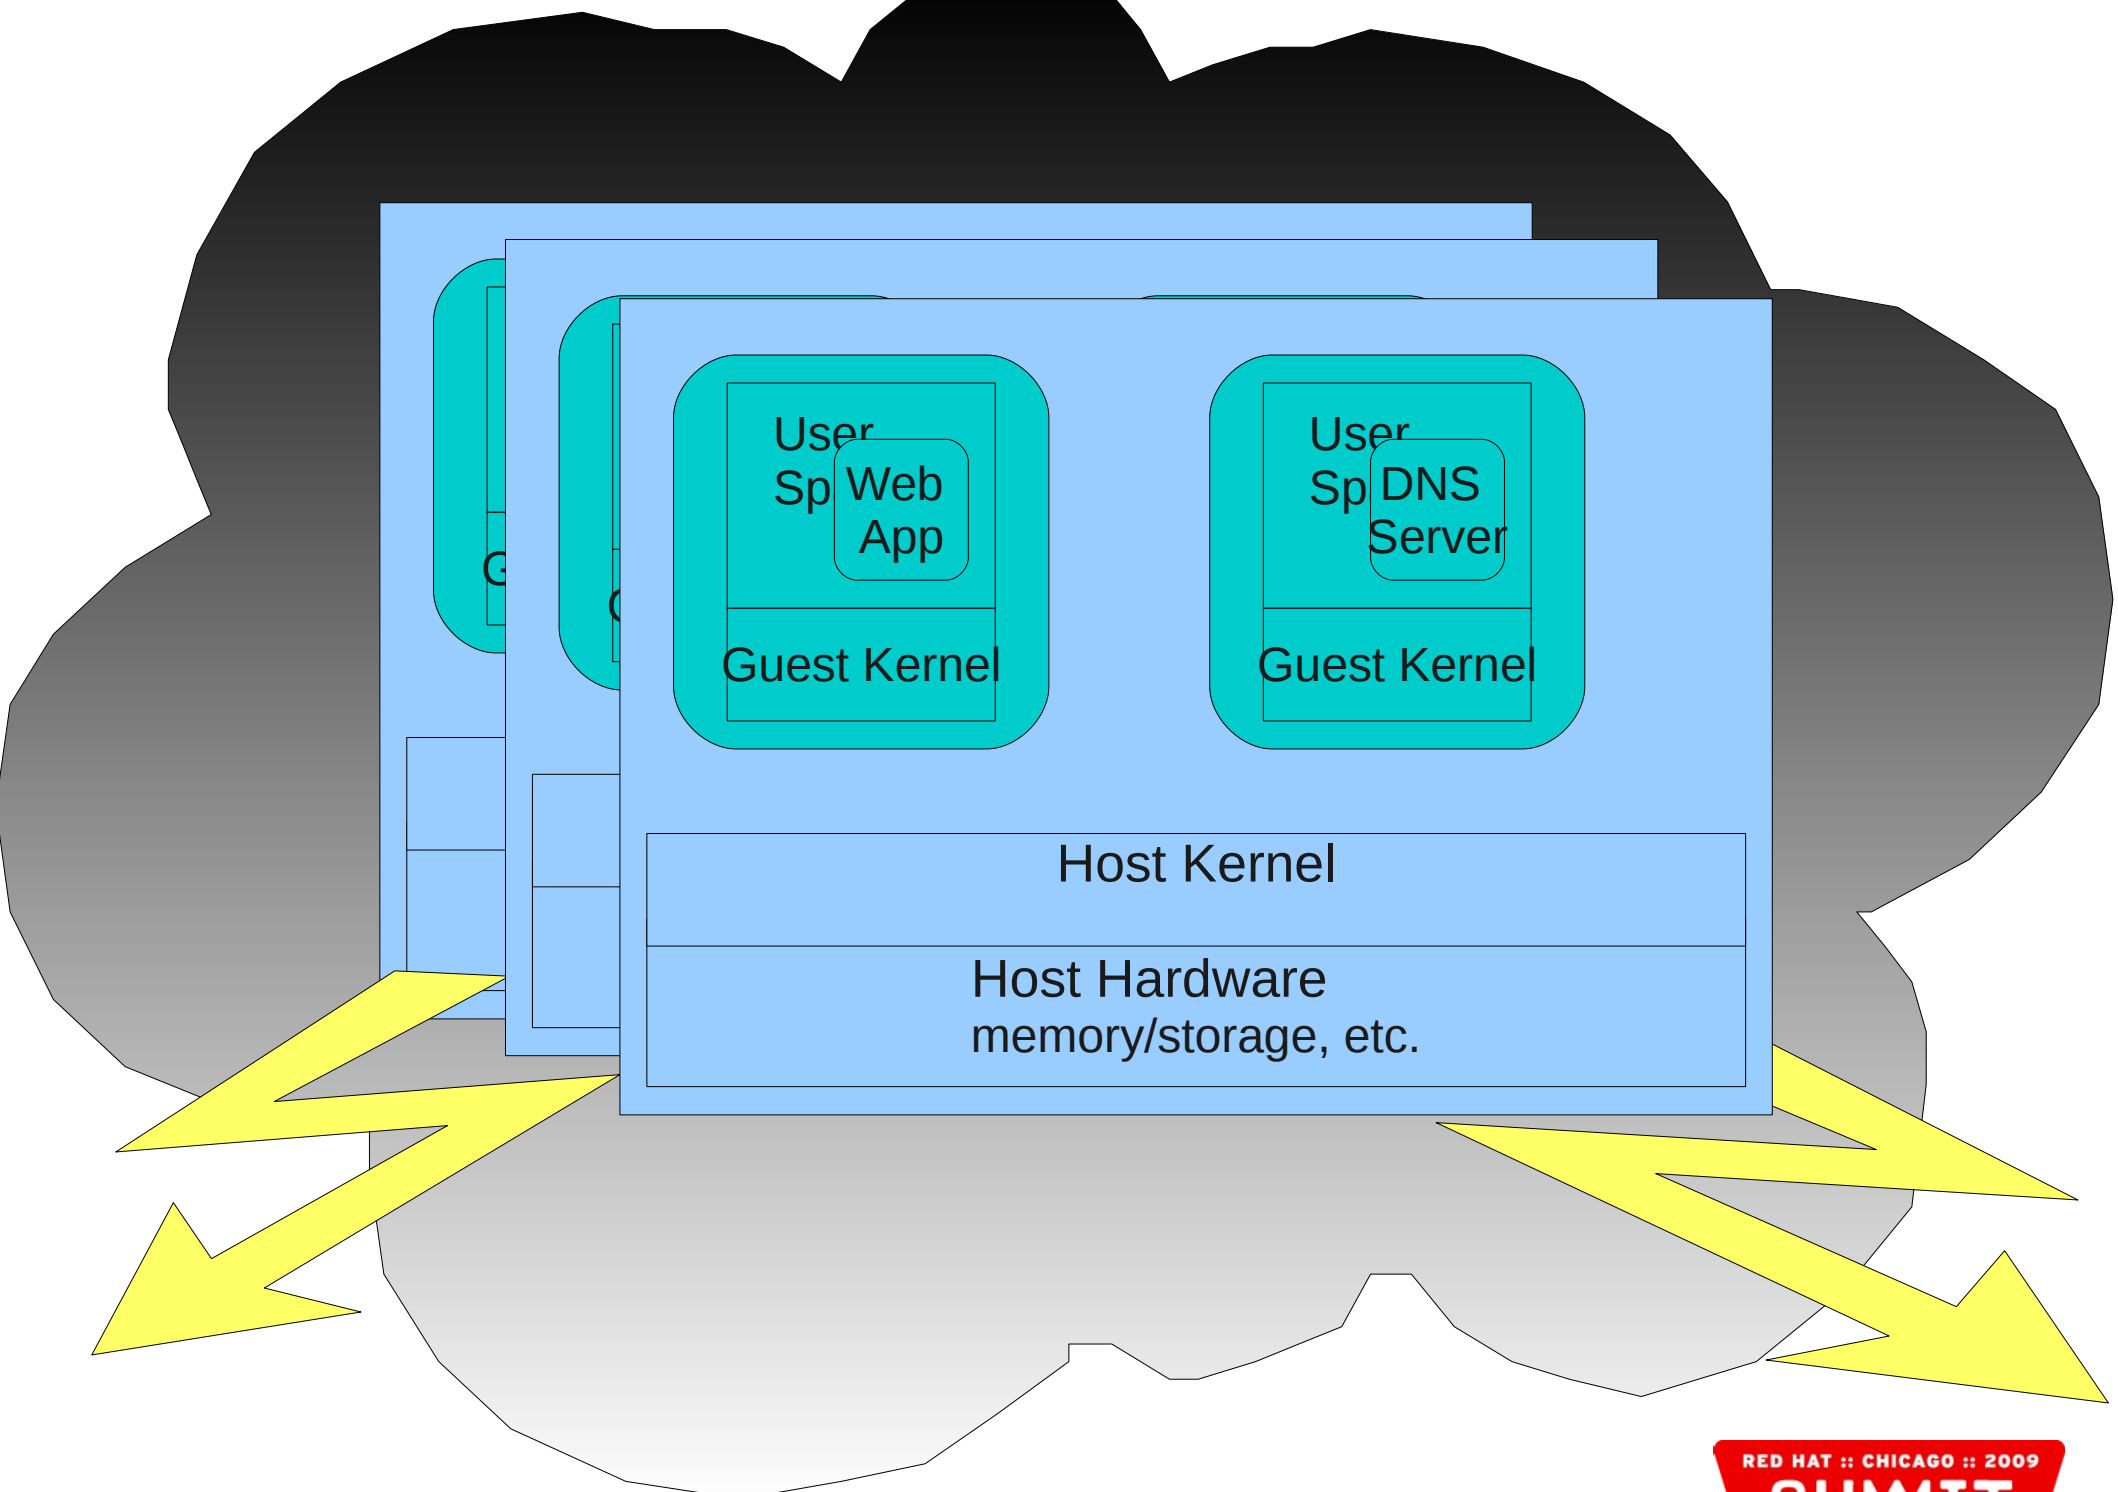 User
Sp
Web
App
Guest Kernel
User
Sp
DNS
Server
Guest Kernel
G
Host Kernel
Host Hardware
memory/storage, etc.
RED HAT :: CHICAGO :: 2009